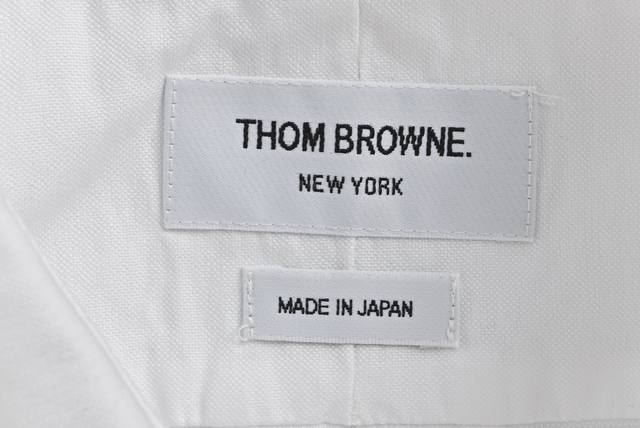 THOM BROWNE.
NEW YORK
MADE IN JAPAN